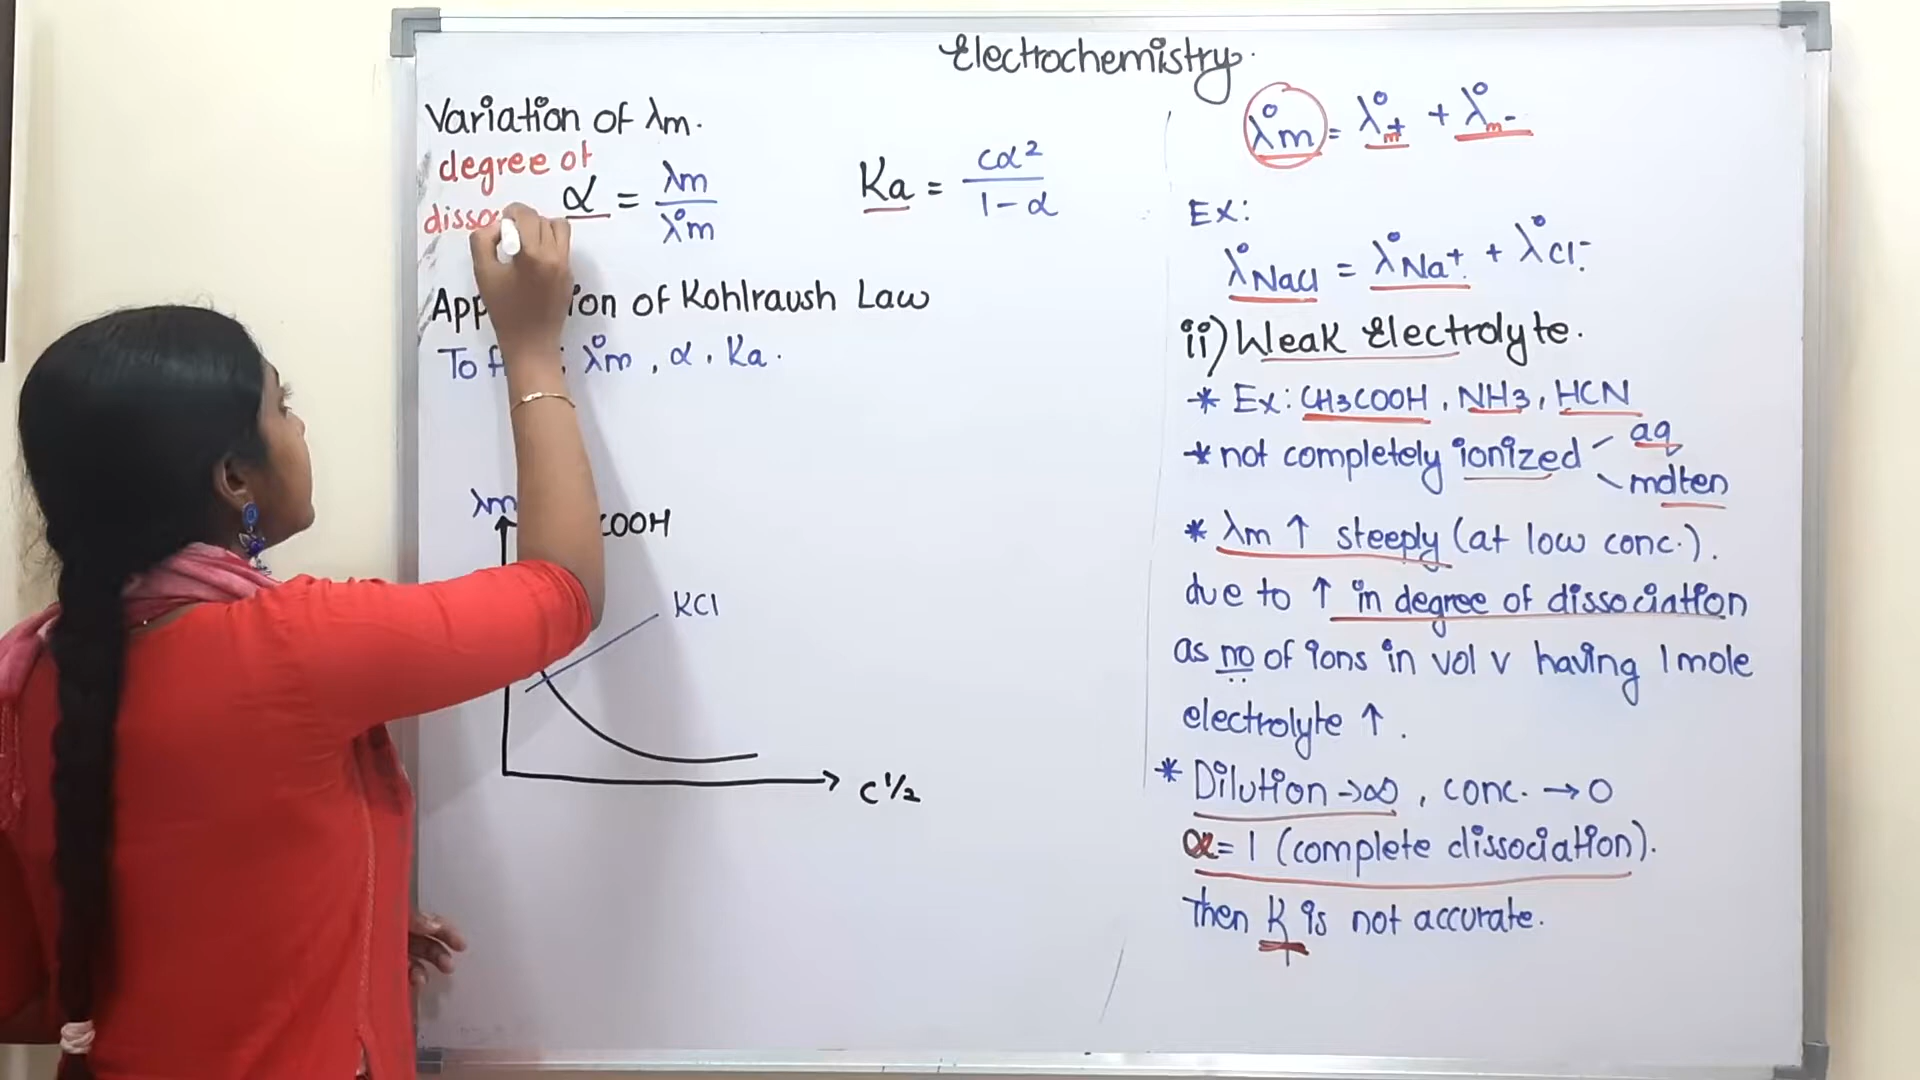 Electrochemistry.
Variation of λm.
degree of
α = λm / λ°m
Ka = cα² / 1-α
of Kohlraush Law
To λ°m , α , Ka .
λm
COOH
KCl
C½
λ°m = λ°m+ + λ°m-
Ex:
λ°NaCl = λ°Na+ + λ°Cl-
ii) Weak Electrolyte.
* Ex: CH3COOH , NH3 , HCN
* not completely ionized aq
molten
* λm ↑ steeply (at low conc.).
due to ↑ in degree of dissociation
as no of ions in vol v having 1 mole
electrolyte ↑ .
* Dilution →∞ , conc. → 0
α = 1 (complete dissociation).
Then K is not accurate.